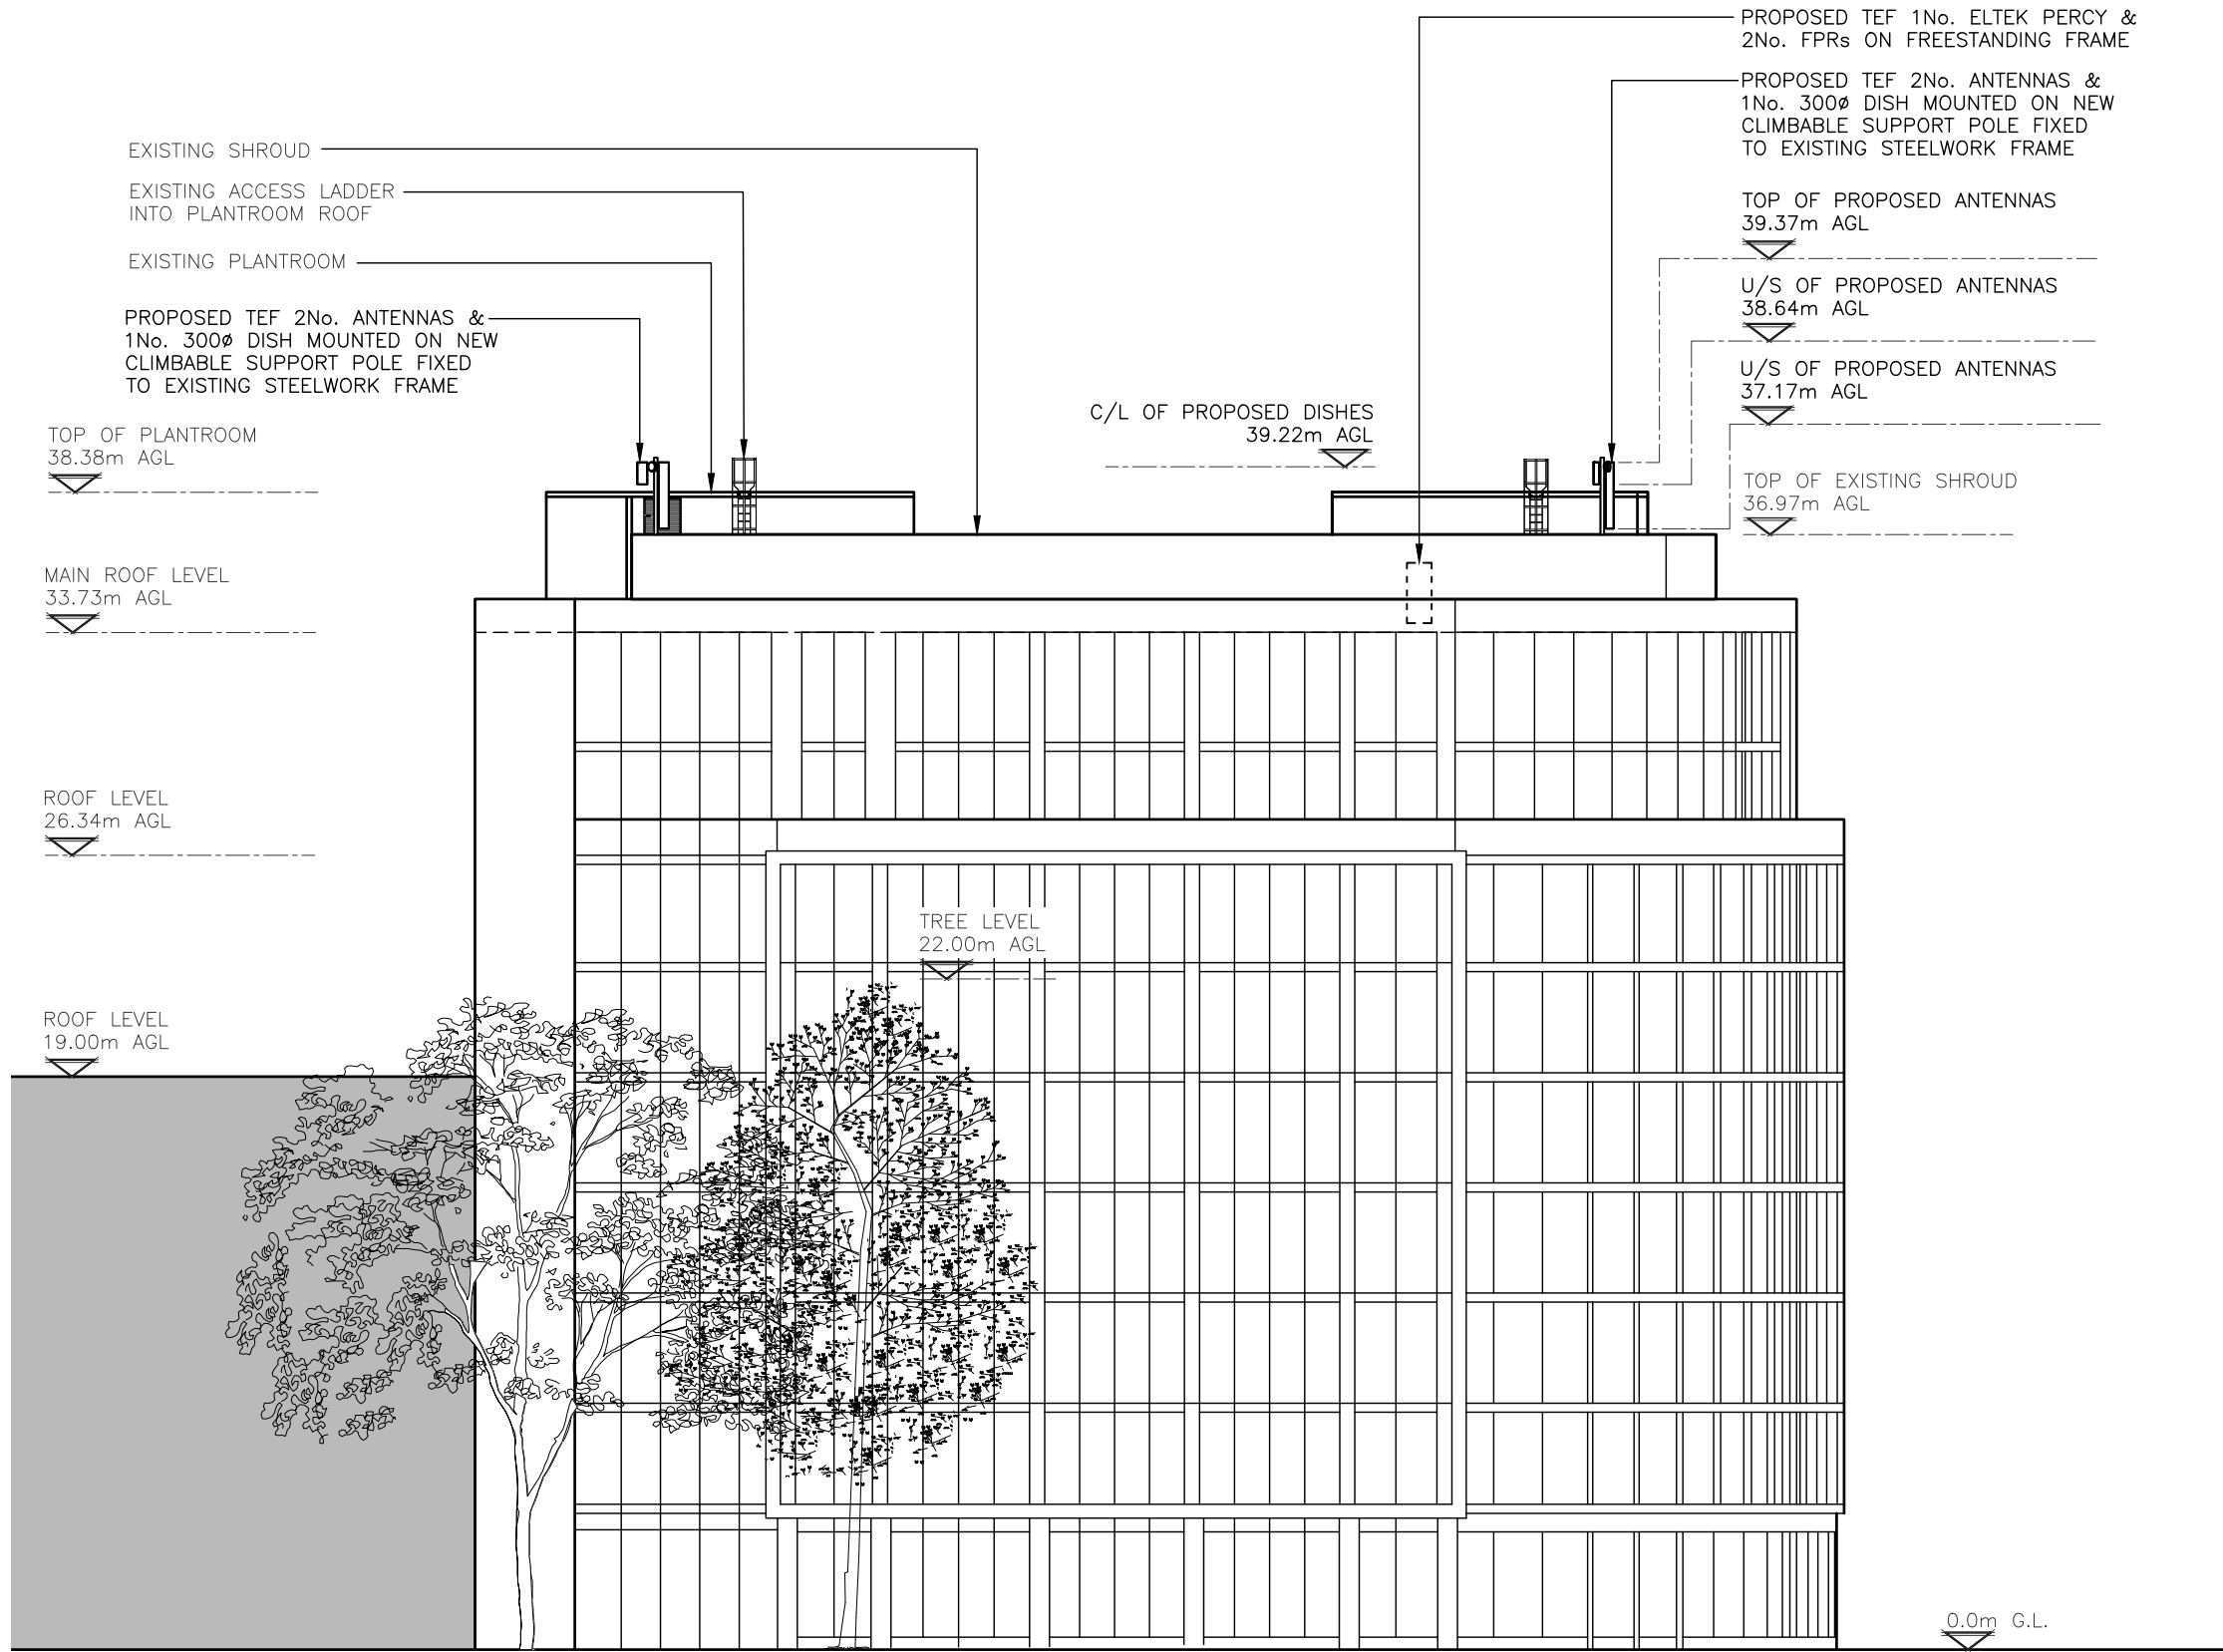 PROPOSED TEF 1No. ELTEK PERCY &
2No. FPRs ON FREESTANDING FRAME
PROPOSED TEF 2No. ANTENNAS &
1No. 300ø DISH MOUNTED ON NEW
CLIMBABLE SUPPORT POLE FIXED
TO EXISTING STEELWORK FRAME
EXISTING SHROUD
EXISTING ACCESS LADDER
INTO PLANTROOM ROOF
EXISTING PLANTROOM
PROPOSED TEF 2No. ANTENNAS &
1No. 300ø DISH MOUNTED ON NEW
CLIMBABLE SUPPORT POLE FIXED
TO EXISTING STEELWORK FRAME
TOP OF PROPOSED ANTENNAS
39.37m AGL
U/S OF PROPOSED ANTENNAS
38.64m AGL
U/S OF PROPOSED ANTENNAS
37.17m AGL
C/L OF PROPOSED DISHES
39.22m AGL
TOP OF PLANTROOM
38.38m AGL
TOP OF EXISTING SHROUD
36.97m AGL
MAIN ROOF LEVEL
33.73m AGL
ROOF LEVEL
26.34m AGL
TREE LEVEL
22.00m AGL
ROOF LEVEL
19.00m AGL
0.0m G.L.